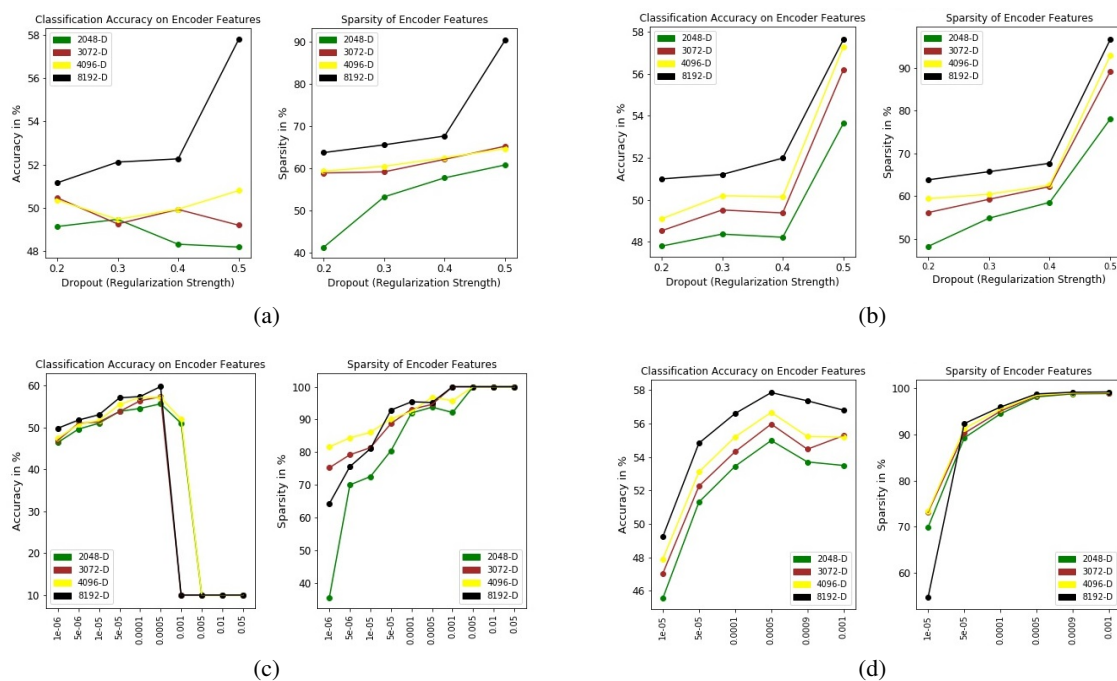 Classification Accuracy on Encoder Features
Accuracy in %
58
56
54
52
50
48
2048-D
3072-D
4096-D
8192-D
0.2 0.3 0.4 0.5
Dropout (Regularization Strength)
Sparsity of Encoder Features
Sparsity in %
90
80
70
60
50
40
2048-D
3072-D
4096-D
8192-D
0.2 0.3 0.4 0.5
Dropout (Regularization Strength)
(a)
Classification Accuracy on Encoder Features
Accuracy in %
58
56
54
52
50
48
2048-D
3072-D
4096-D
8192-D
0.2 0.3 0.4 0.5
Dropout (Regularization Strength)
Sparsity of Encoder Features
Sparsity in %
90
80
70
60
50
2048-D
3072-D
4096-D
8192-D
0.2 0.3 0.4 0.5
Dropout (Regularization Strength)
(b)
Classification Accuracy on Encoder Features
Accuracy in %
60
50
40
30
20
10
2048-D
3072-D
4096-D
8192-D
1e-06 5e-06 1e-05 5e-05 0.0001 0.0005 0.001 0.005 0.01 0.05
Sparsity of Encoder Features
Sparsity in %
100
90
80
70
60
50
40
2048-D
3072-D
4096-D
8192-D
1e-06 5e-06 1e-05 5e-05 0.0001 0.0005 0.001 0.005 0.01 0.05
(c)
Classification Accuracy on Encoder Features
Accuracy in %
58
56
54
52
50
48
46
2048-D
3072-D
4096-D
8192-D
1e-05 5e-05 0.0001 0.0005 0.0009 0.001
Sparsity of Encoder Features
Sparsity in %
100
90
80
70
60
2048-D
3072-D
4096-D
8192-D
1e-05 5e-05 0.0001 0.0005 0.0009 0.001
(d)